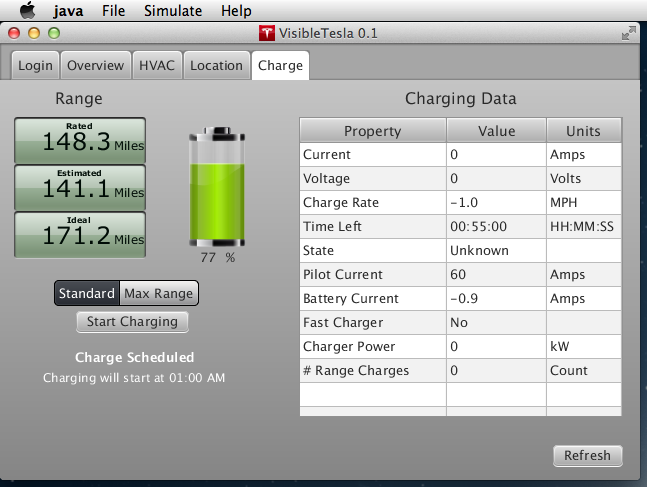 java File Simulate Help
VisibleTesla 0.1
Login Overview HVAC Location Charge
Range
Rated
148.3 Miles
Estimated
141.1 Miles
Ideal
171.2 Miles
77 %
Standard Max Range
Start Charging
Charge Scheduled
Charging will start at 01:00 AM
Charging Data
Property Value Units
Current 0 Amps
Voltage 0 Volts
Charge Rate -1.0 MPH
Time Left 00:55:00 HH:MM:SS
State Unknown
Pilot Current 60 Amps
Battery Current -0.9 Amps
Fast Charger No
Charger Power 0 kW
# Range Charges 0 Count
Refresh